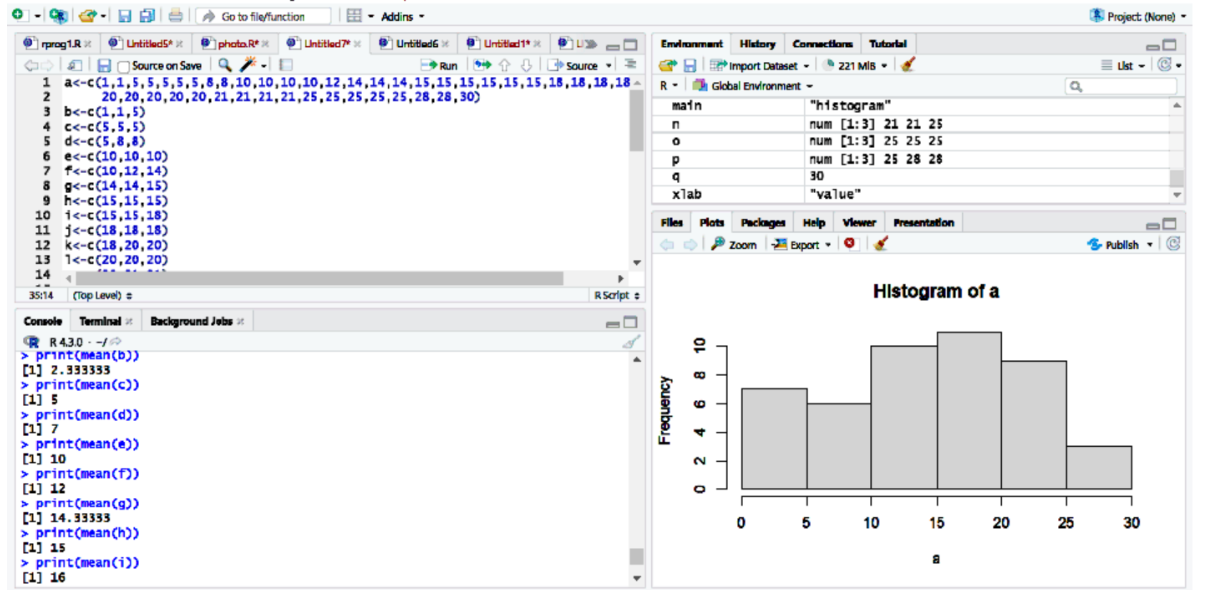 Go to file/function Addins Project: (None)
rprog1.R Untitled5* photo.R* Untitled7* Untitled6 Untitled1*
Source on Save Run Source
1 a<-c(1,1,5,5,5,5,5,8,8,10,10,10,10,12,14,14,14,15,15,15,15,15,15,18,18,18,18
2 20,20,20,20,20,21,21,21,21,25,25,25,25,25,28,28,30)
3 b<-c(1,1,5)
4 c<-c(5,5,5)
5 d<-c(5,8,8)
6 e<-c(10,10,10)
7 f<-c(10,12,14)
8 g<-c(14,14,15)
9 h<-c(15,15,15)
10 i<-c(15,15,18)
11 j<-c(18,18,18)
12 k<-c(18,20,20)
13 l<-c(20,20,20)
14
35:14 (Top Level) R Script
Console Terminal Background Jobs
R 4.3.0 · ~/
> print(mean(b))
[1] 2.333333
> print(mean(c))
[1] 5
> print(mean(d))
[1] 7
> print(mean(e))
[1] 10
> print(mean(f))
[1] 12
> print(mean(g))
[1] 14.33333
> print(mean(h))
[1] 15
> print(mean(i))
[1] 16
Environment History Connections Tutorial
Import Dataset 221 MiB List
R Global Environment
main "histogram"
n num [1:3] 21 21 25
o num [1:3] 25 25 25
p num [1:3] 25 28 28
q 30
xlab "value"
Files Plots Packages Help Viewer Presentation
Zoom Export Publish
Histogram of a
Frequency
10
8
6
4
2
0
0 5 10 15 20 25 30
a